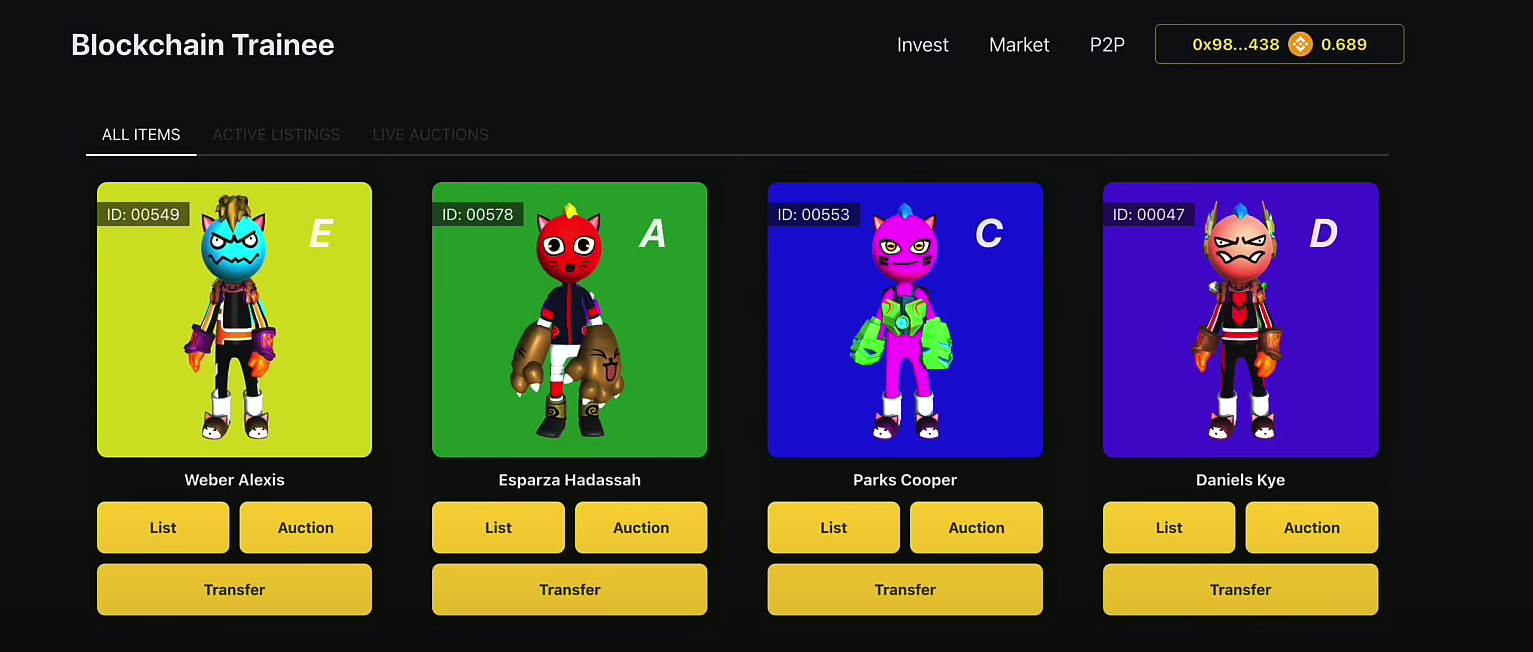 Blockchain Trainee
Invest Market P2P 0x98...438 0.689
ALL ITEMS ACTIVE LISTINGS LIVE AUCTIONS
ID: 00549 E
ID: 00578 A
ID: 00553 C
ID: 00047 D
Weber Alexis
Esparza Hadassah
Parks Cooper
Daniels Kye
List Auction
List Auction
List Auction
List Auction
Transfer
Transfer
Transfer
Transfer